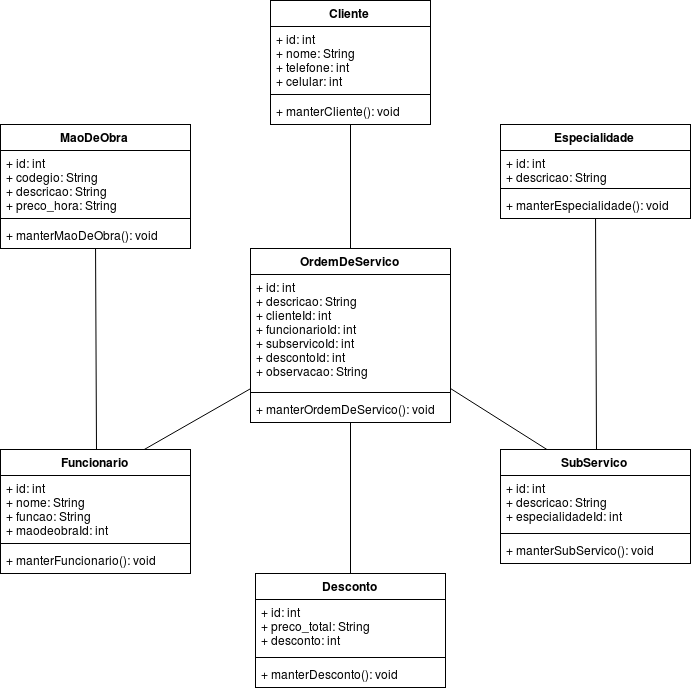 Cliente
+ id: int
+ nome: String
+ telefone: int
+ celular: int
+ manterCliente(): void
MaoDeObra
+ id: int
+ codegio: String
+ descricao: String
+ preco_hora: String
+ manterMaoDeObra(): void
Especialidade
+ id: int
+ descricao: String
+ manterEspecialidade(): void
OrdemDeServico
+ id: int
+ descricao: String
+ clienteId: int
+ funcionarioId: int
+ subservicoId: int
+ descontoId: int
+ observacao: String
+ manterOrdemDeServico(): void
Funcionario
+ id: int
+ nome: String
+ funcao: String
+ maodeobraId: int
+ manterFuncionario(): void
SubServico
+ id: int
+ descricao: String
+ especialidadeId: int
+ manterSubServico(): void
Desconto
+ id: int
+ preco_total: String
+ desconto: int
+ manterDesconto(): void